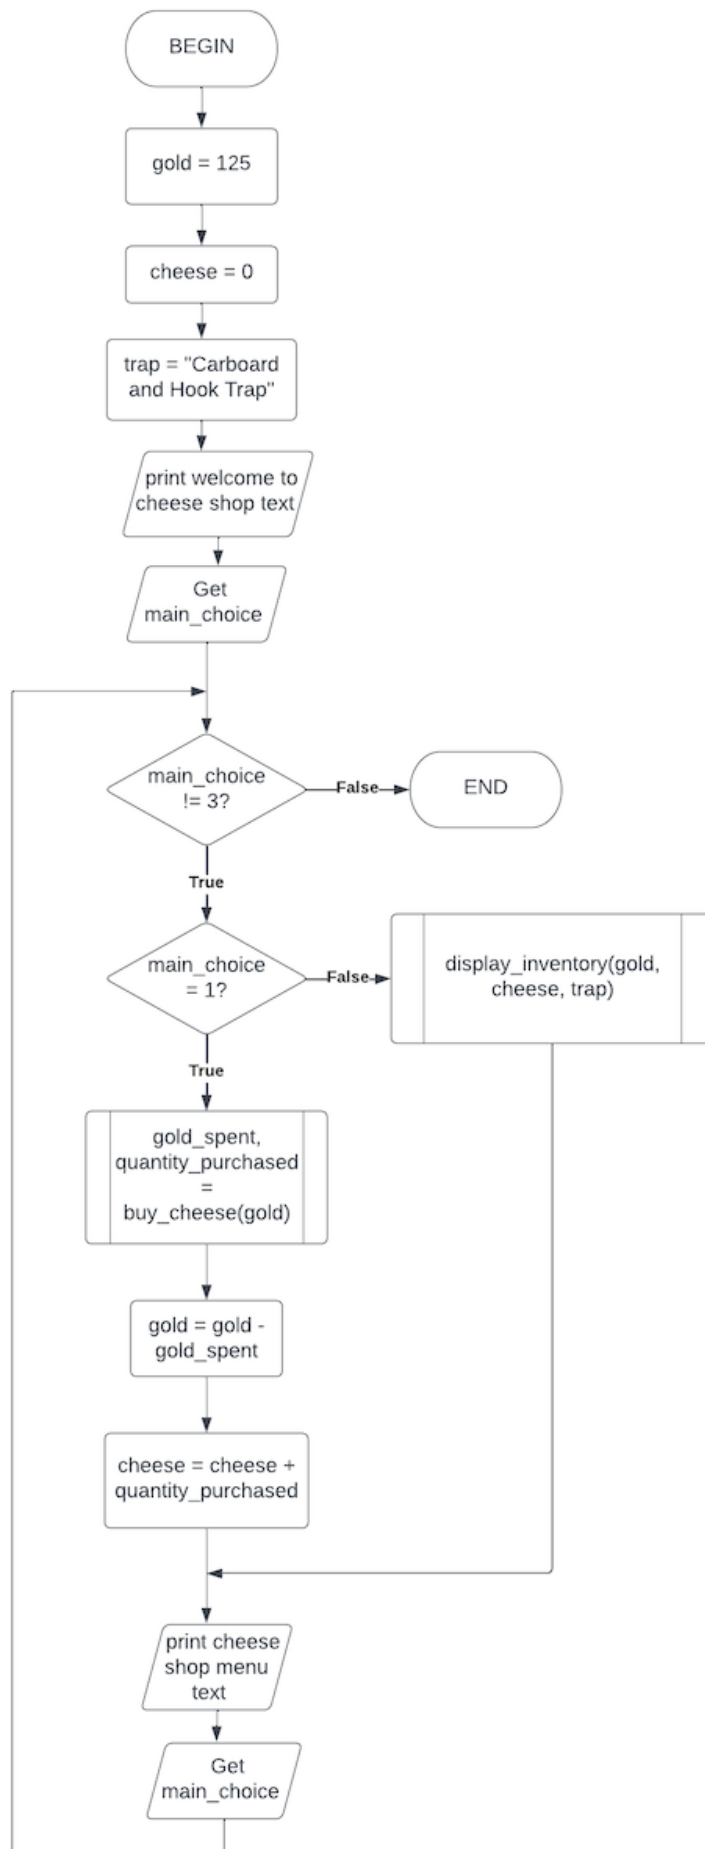 BEGIN
gold = 125
cheese = 0
trap = "Carboard
and Hook Trap"
print welcome to
cheese shop text
Get
main_choice
main_choice
!= 3?
False
END
True
main_choice
= 1?
False
display_inventory(gold,
cheese, trap)
True
gold_spent,
quantity_purchased
=
buy_cheese(gold)
gold = gold -
gold_spent
cheese = cheese +
quantity_purchased
print cheese
shop menu
text
Get
main_choice